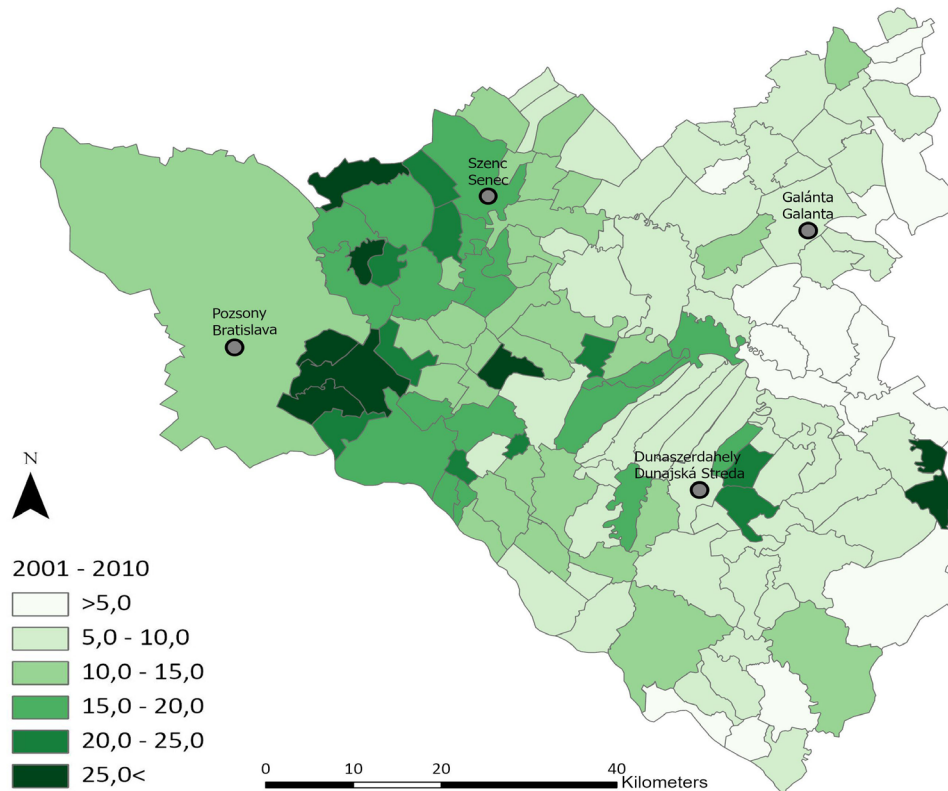 Szenc
Senec
Galánta
Galanta
Pozsony
Bratislava
Dunaszerdahely
Dunajská Streda
N
2001 - 2010
>5,0
5,0 - 10,0
10,0 - 15,0
15,0 - 20,0
20,0 - 25,0
25,0<
0 10 20 40
Kilometers